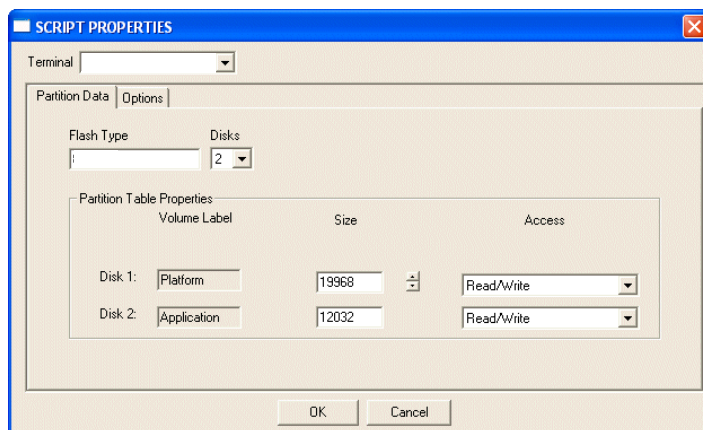 SCRIPT PROPERTIES
Terminal
Partition Data Options
Flash Type Disks
2
Partition Table Properties
Volume Label Size Access
Disk 1: Platform 19968 Read/Write
Disk 2: Application 12032 Read/Write
OK Cancel